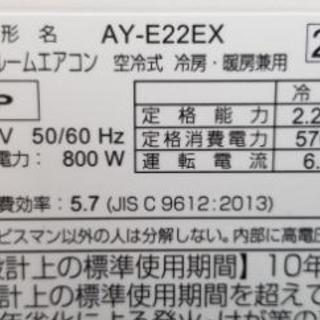 形 名 AY-E22EX 2
ルームエアコン 空冷式 冷房・暖房兼用
P 冷
定格能力 2.2
V 50/60 Hz 定格消費電力 57
電力: 800 W 運転電流 6.
費効率: 5.7 (JIS C 9612:2013)
ビスマン以外の人は分解しない。内部に高電圧
設計上の標準使用期間】10年
設計上の標準使用期間を超えて